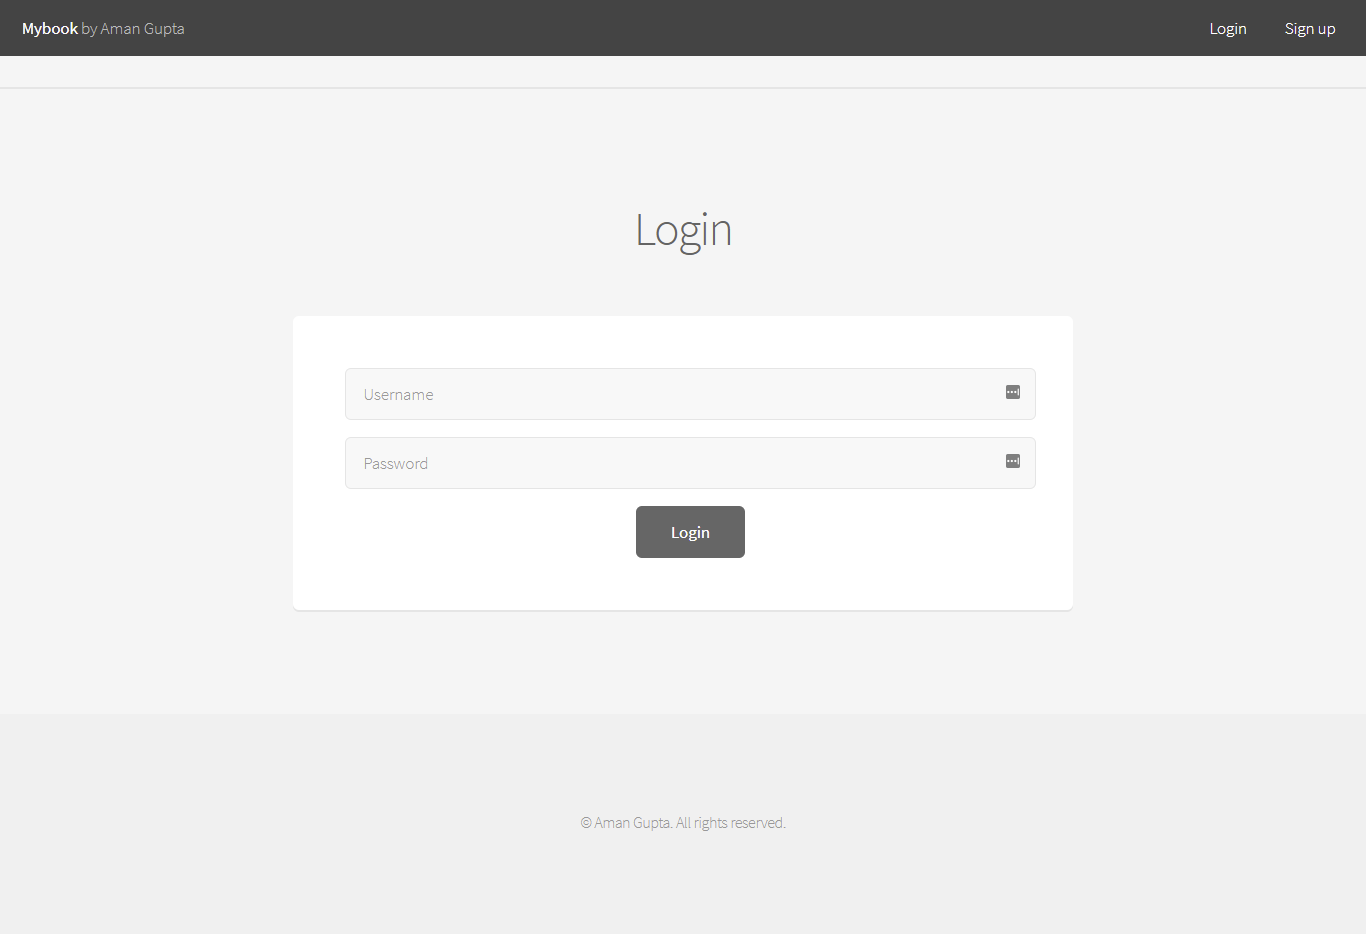 Mybook by Aman Gupta
Login
Sign up
Login
Username
Password
Login
© Aman Gupta. All rights reserved.